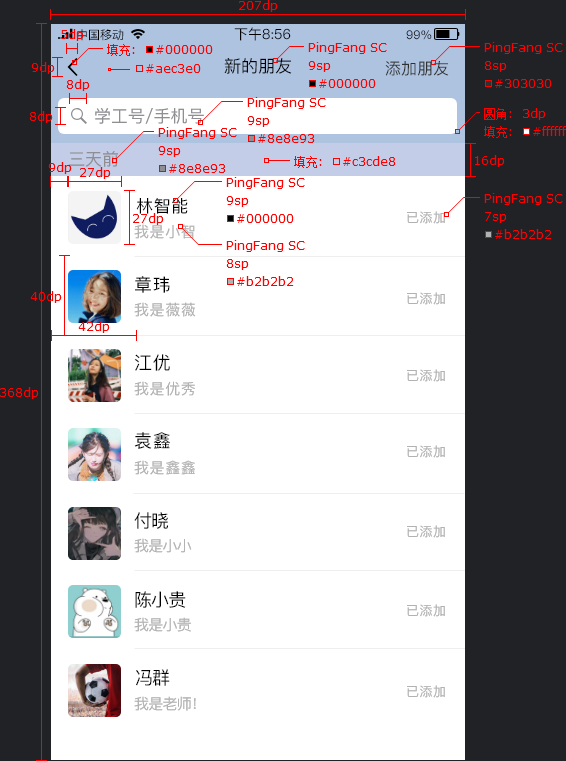 207dp
5dp
中国移动
下午8:56
99%
填充: #000000
PingFang SC
9sp
#000000
PingFang SC
8sp
#303030
9dp
#aec3e0
新的朋友
添加朋友
8dp
8dp
学工号/手机号
PingFang SC
9sp
#8e8e93
圆角: 3dp
填充: #ffffff
三天前
PingFang SC
9sp
#8e8e93
填充: #c3cde8
16dp
9dp
27dp
27dp
林智能
我是小智
PingFang SC
9sp
#000000
PingFang SC
8sp
#b2b2b2
已添加
PingFang SC
7sp
#b2b2b2
40dp
42dp
章玮
我是薇薇
已添加
368dp
江优
我是优秀
已添加
袁鑫
我是鑫鑫
已添加
付晓
我是小小
已添加
陈小贵
我是小贵
已添加
冯群
我是老师!
已添加